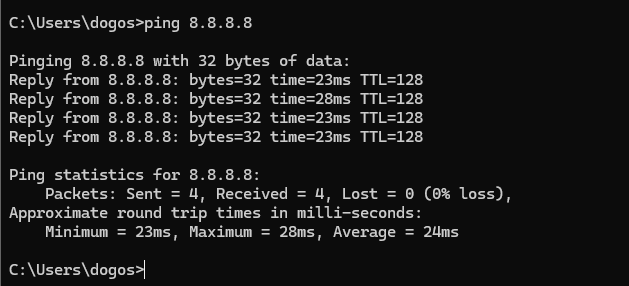 C:\Users\dogos>ping 8.8.8.8
Pinging 8.8.8.8 with 32 bytes of data:
Reply from 8.8.8.8: bytes=32 time=23ms TTL=128
Reply from 8.8.8.8: bytes=32 time=28ms TTL=128
Reply from 8.8.8.8: bytes=32 time=23ms TTL=128
Reply from 8.8.8.8: bytes=32 time=23ms TTL=128
Ping statistics for 8.8.8.8:
    Packets: Sent = 4, Received = 4, Lost = 0 (0% loss),
Approximate round trip times in milli-seconds:
    Minimum = 23ms, Maximum = 28ms, Average = 24ms
C:\Users\dogos>